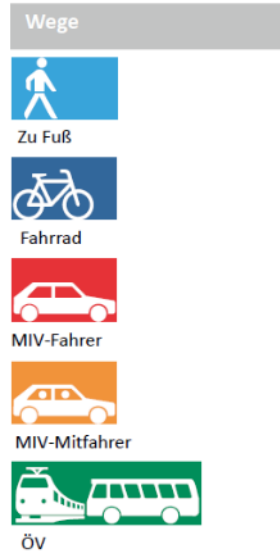 Wege
Zu Fuß
Fahrrad
MIV-Fahrer
MIV-Mitfahrer
ÖV